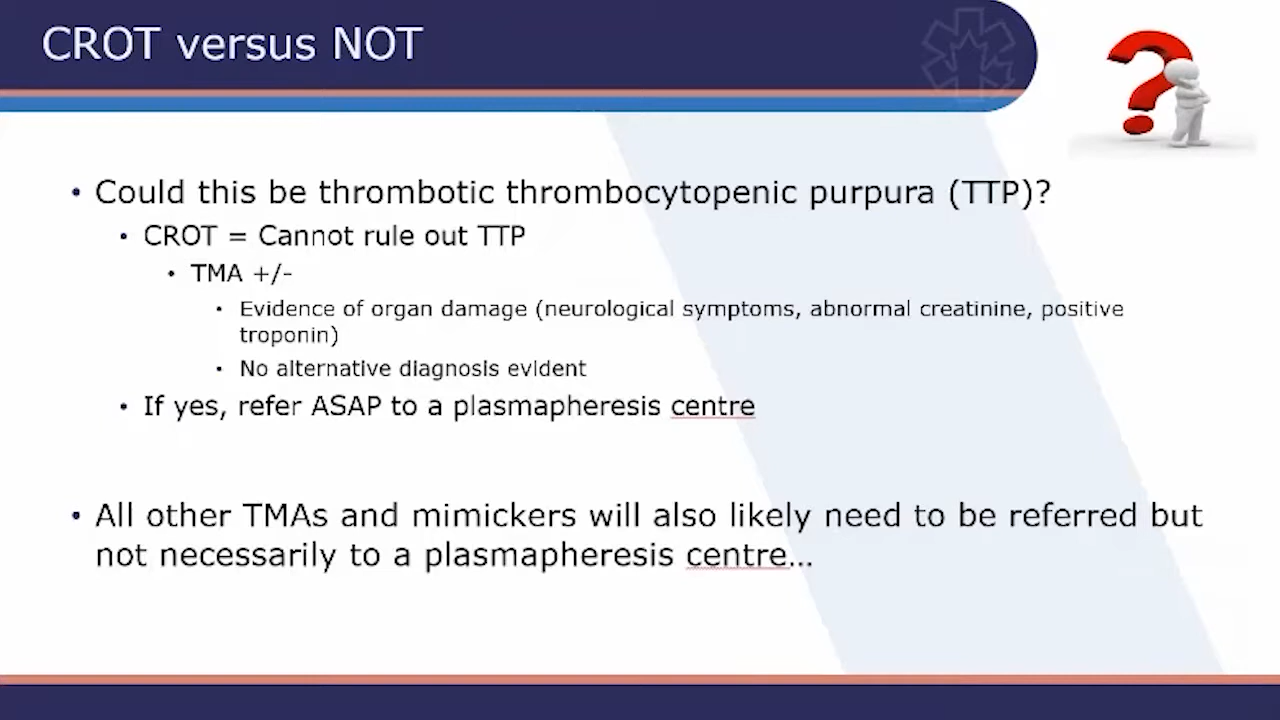 CROT versus NOT
• Could this be thrombotic thrombocytopenic purpura (TTP)?
• CROT = Cannot rule out TTP
• TMA +/-
• Evidence of organ damage (neurological symptoms, abnormal creatinine, positive
troponin)
• No alternative diagnosis evident
• If yes, refer ASAP to a plasmapheresis centre
• All other TMAs and mimickers will also likely need to be referred but
not necessarily to a plasmapheresis centre…